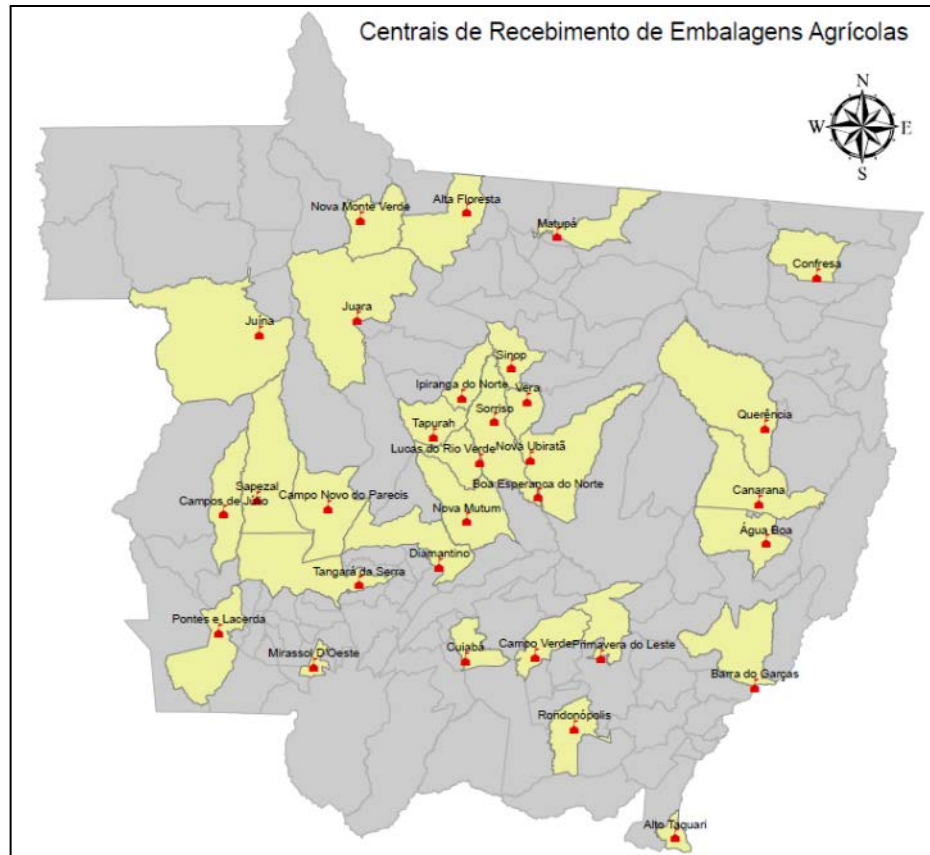 Centrais de Recebimento de Embalagens Agrícolas
N
W E
S
Alta Floresta
Nova Monte Verde
Matupá
Confresa
Juara
Juína
Sinop
Ipiranga do Norte
Vera
Sorriso
Querência
Tapurah
Lucas do Rio Verde
Nova Ubiratã
Boa Esperança do Norte
Sapezal
Campos de Júlio
Campo Novo do Parecis
Canarana
Nova Mutum
Água Boa
Diamantino
Tangará da Serra
Pontes e Lacerda
Mirassol D'Oeste
Cuiabá
Campo Verde
Primavera do Leste
Barra do Garças
Rondonópolis
Alto Taquari